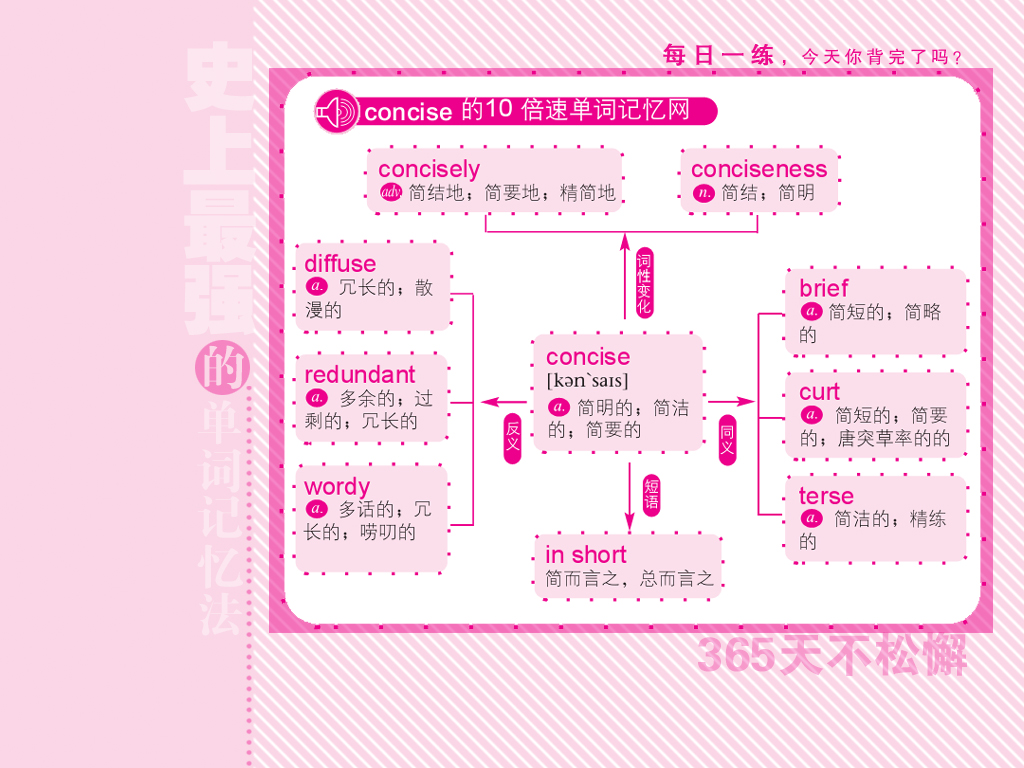 每日一练，今天你背完了吗?
史上最强的单词记忆法
concise 的10 倍速单词记忆网
concisely
adv. 简结地；简要地；精简地
conciseness
n. 简结；简明
词性变化
diffuse
a. 冗长的；散
漫的
redundant
a. 多余的；过
剩的；冗长的
wordy
a. 多话的；冗
长的；唠叨的
反义
concise
[kən`saɪs]
a. 简明的；简洁
的；简要的
同义
brief
a. 简短的；简略
的
curt
a. 简短的；简要
的；唐突草率的的
terse
a. 简洁的；精练
的
短语
in short
简而言之，总而言之
365天不松懈